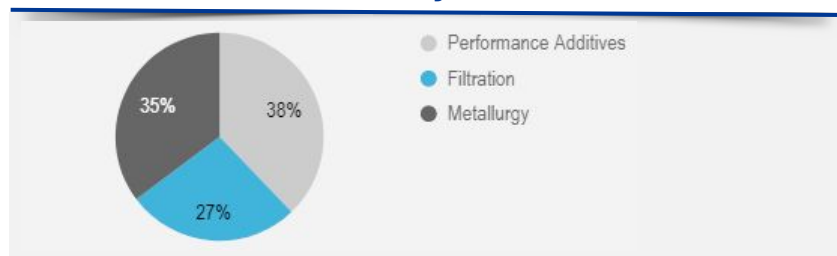 Performance Additives
Filtration
Metallurgy
35%
38%
27%